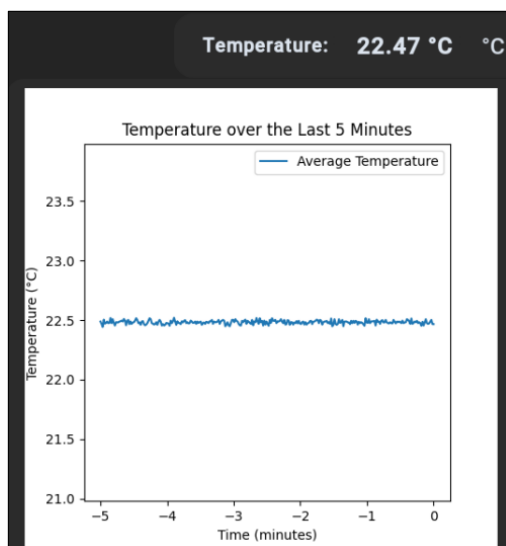 Temperature: 22.47 °C °C
Temperature over the Last 5 Minutes
Average Temperature
23.5
23.0
22.5
22.0
21.5
21.0
Temperature (°C)
−5 −4 −3 −2 −1 0
Time (minutes)